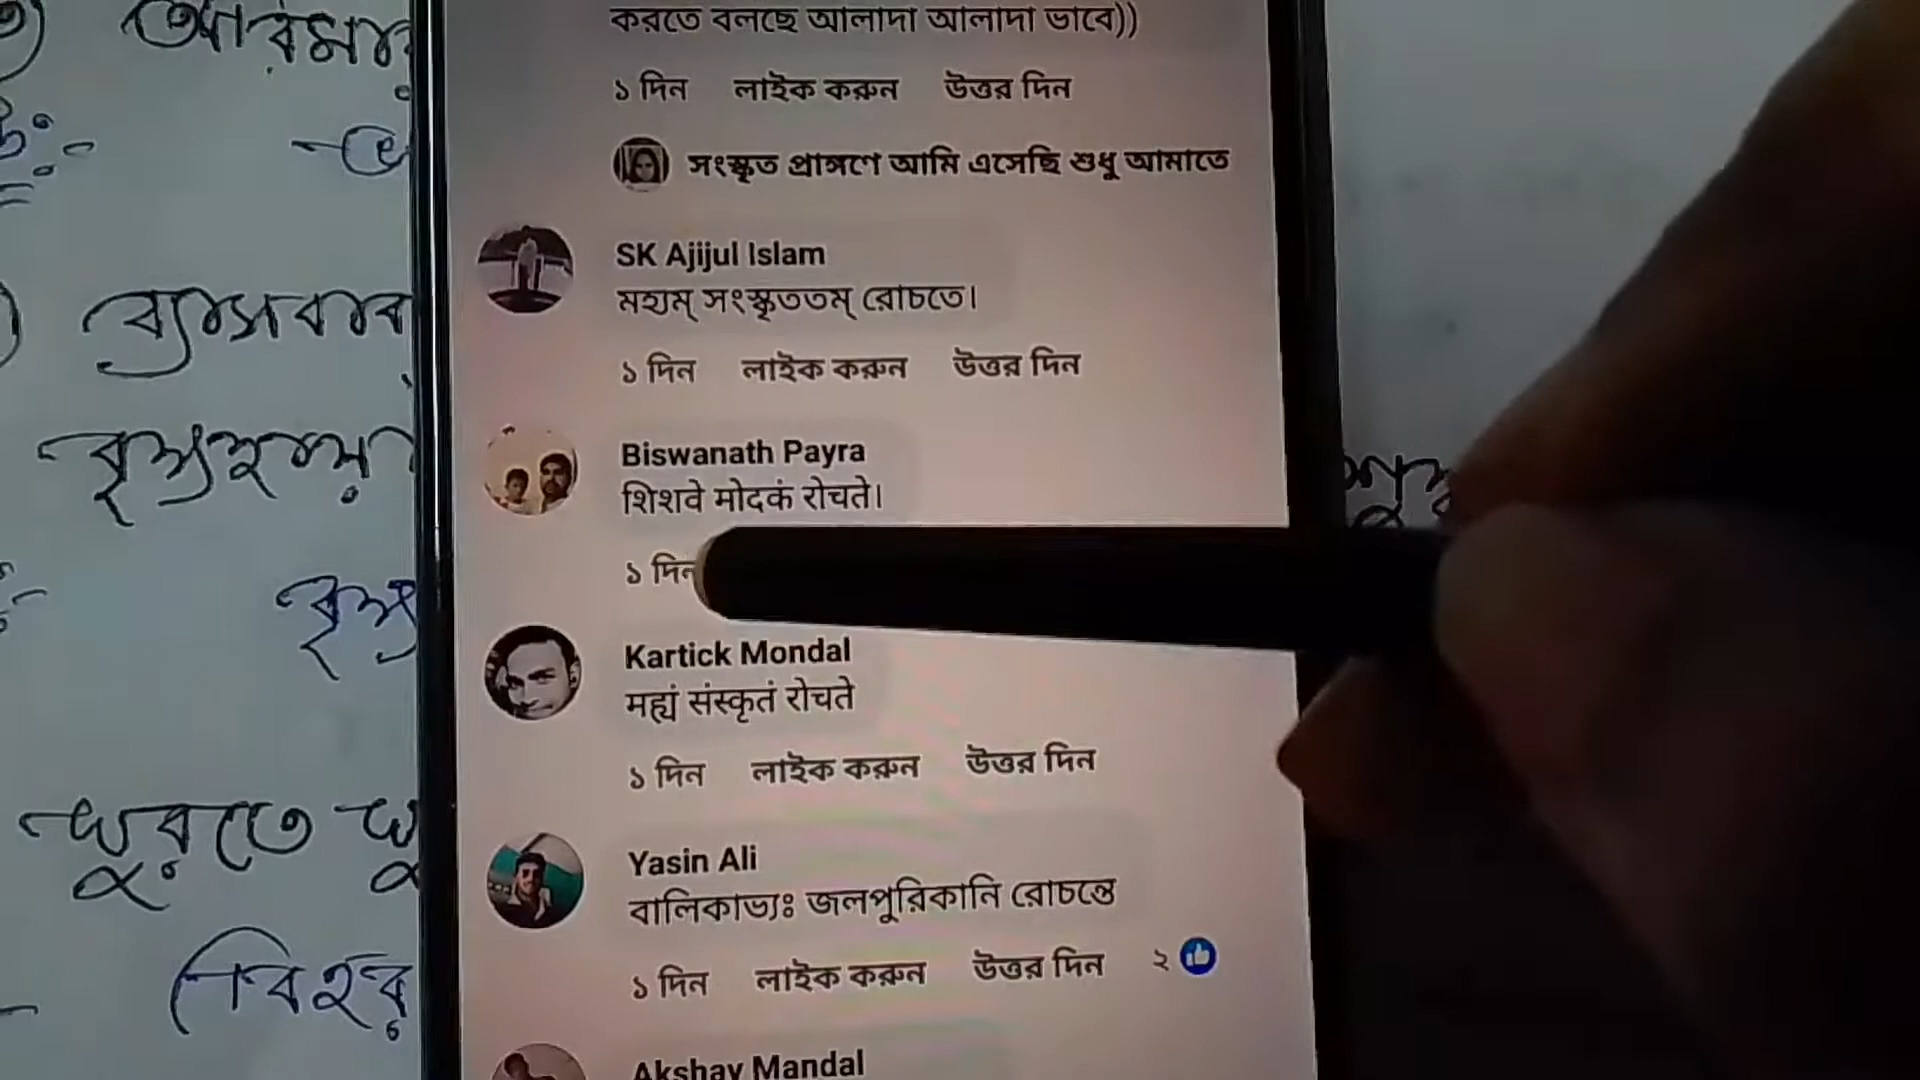 করতে বলছে আলাদা আলাদা ভাবে))
১ দিন লাইক করুন উত্তর দিন
সংস্কৃত প্রাঙ্গণে আমি এসেছি শুধু আমাতে
SK Ajijul Islam
মহ্যম্ সংস্কৃততম্ রোচতে।
১ দিন লাইক করুন উত্তর দিন
Biswanath Payra
शिशवे मोदकं रोचते।
১ দিন
Kartick Mondal
मह्यं संस्कृतं रोचते
১ দিন লাইক করুন উত্তর দিন
Yasin Ali
বালিকাভ্যঃ জলপুরিকানি রোচন্তে
১ দিন লাইক করুন উত্তর দিন ২
Akshay Mandal
ঘুরতে